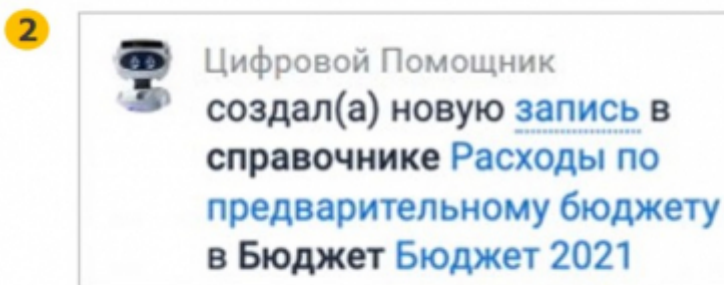 2
Цифровой Помощник
создал(а) новую запись в
справочнике Расходы по
предварительному бюджету
в Бюджет Бюджет 2021